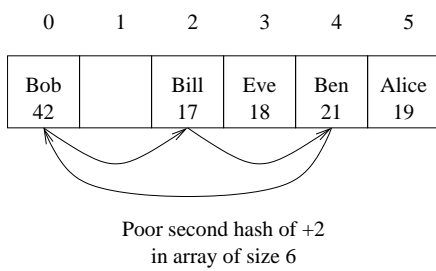 0 1 2 3 4 5
Bob Bill Eve Ben Alice
42 17 18 21 19
Poor second hash of +2
in array of size 6